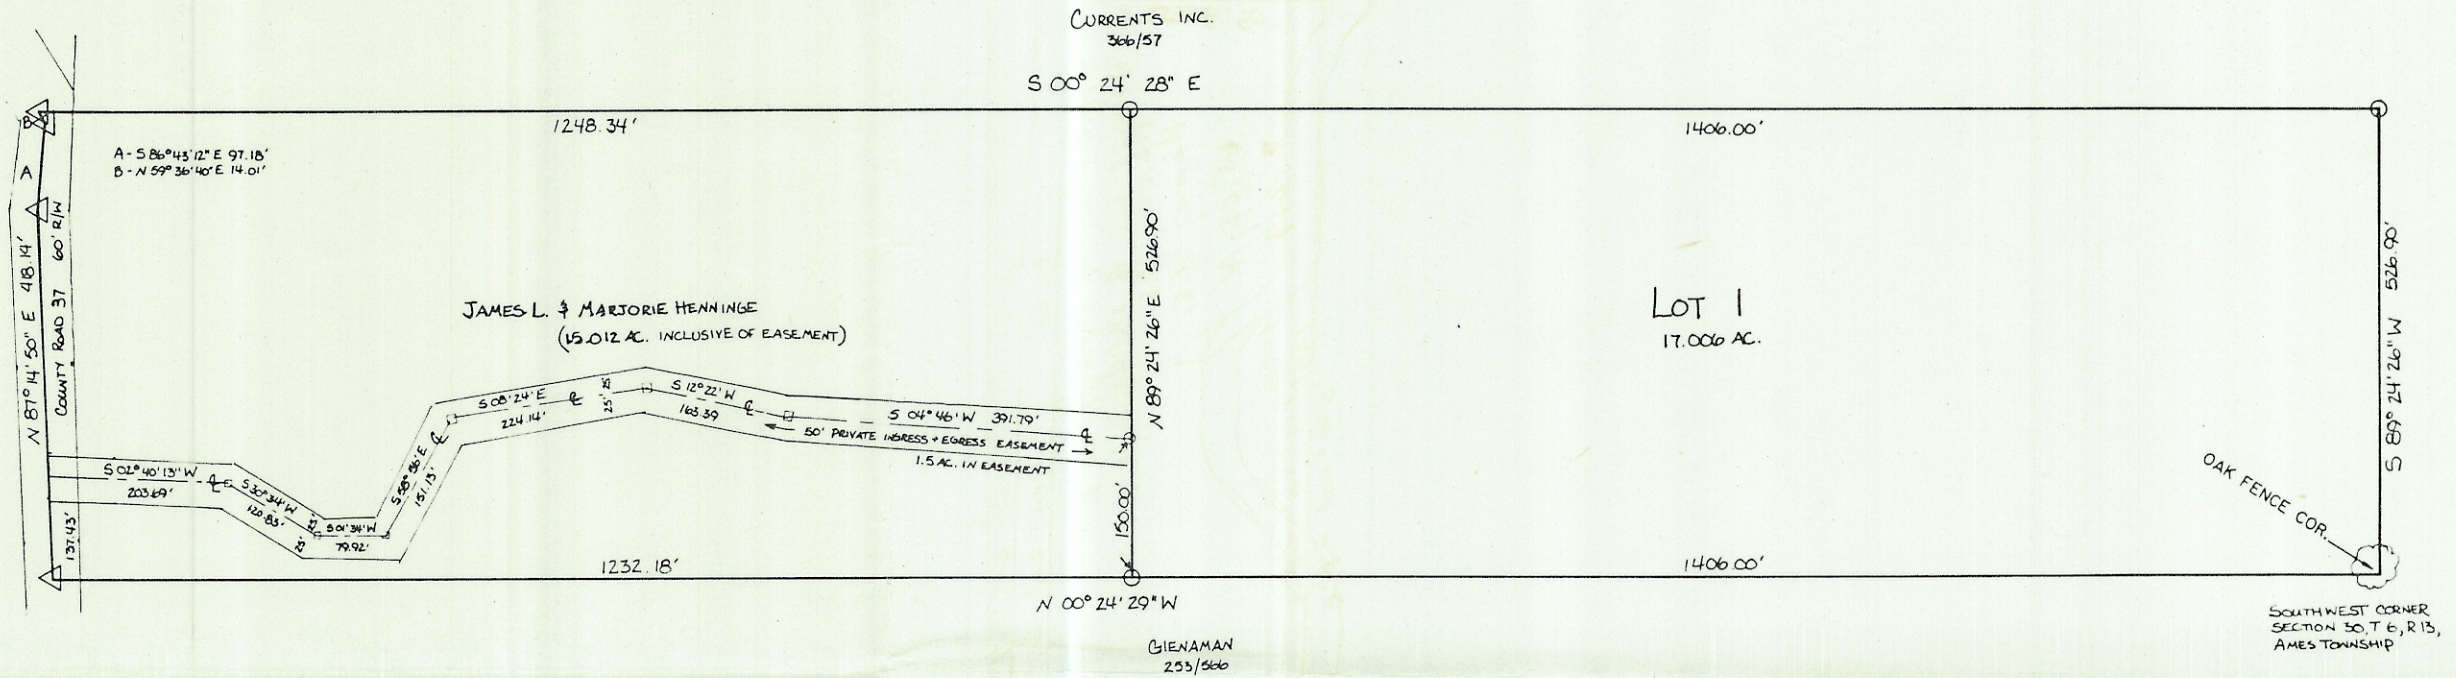 CURRENTS INC.
366/57
S 00° 24' 28" E
1248.34'
1406.00'
B
A
A - S 86° 43' 12" E 97.18'
B - N 59° 36' 40" E 14.01'
N 87° 14' 50" E 418.14'
COUNTY ROAD 37 60' R/W
JAMES L. & MARJORIE HENNINGE
(15.012 AC. INCLUSIVE OF EASEMENT)
N 89° 24' 26" E 526.90'
LOT 1
17.006 AC.
S 89° 24' 26" W 526.90'
S 02° 40' 13" W
203.69'
S 30° 34' W
120.85'
25'
25'
S 01° 34' W
79.92'
S 58° 56' E
151.13'
S 08° 24' E
224.14'
25'
25'
S 12° 22' W
163.39
S 04° 46' W 391.79'
50' PRIVATE INGRESS + EGRESS EASEMENT
1.5 AC. IN EASEMENT
137.43'
150.00'
1232.18'
1406.00'
N 00° 24' 29" W
GIENAMAN
253/566
OAK FENCE COR.
SOUTHWEST CORNER
SECTION 30, T 6, R 13,
AMES TOWNSHIP